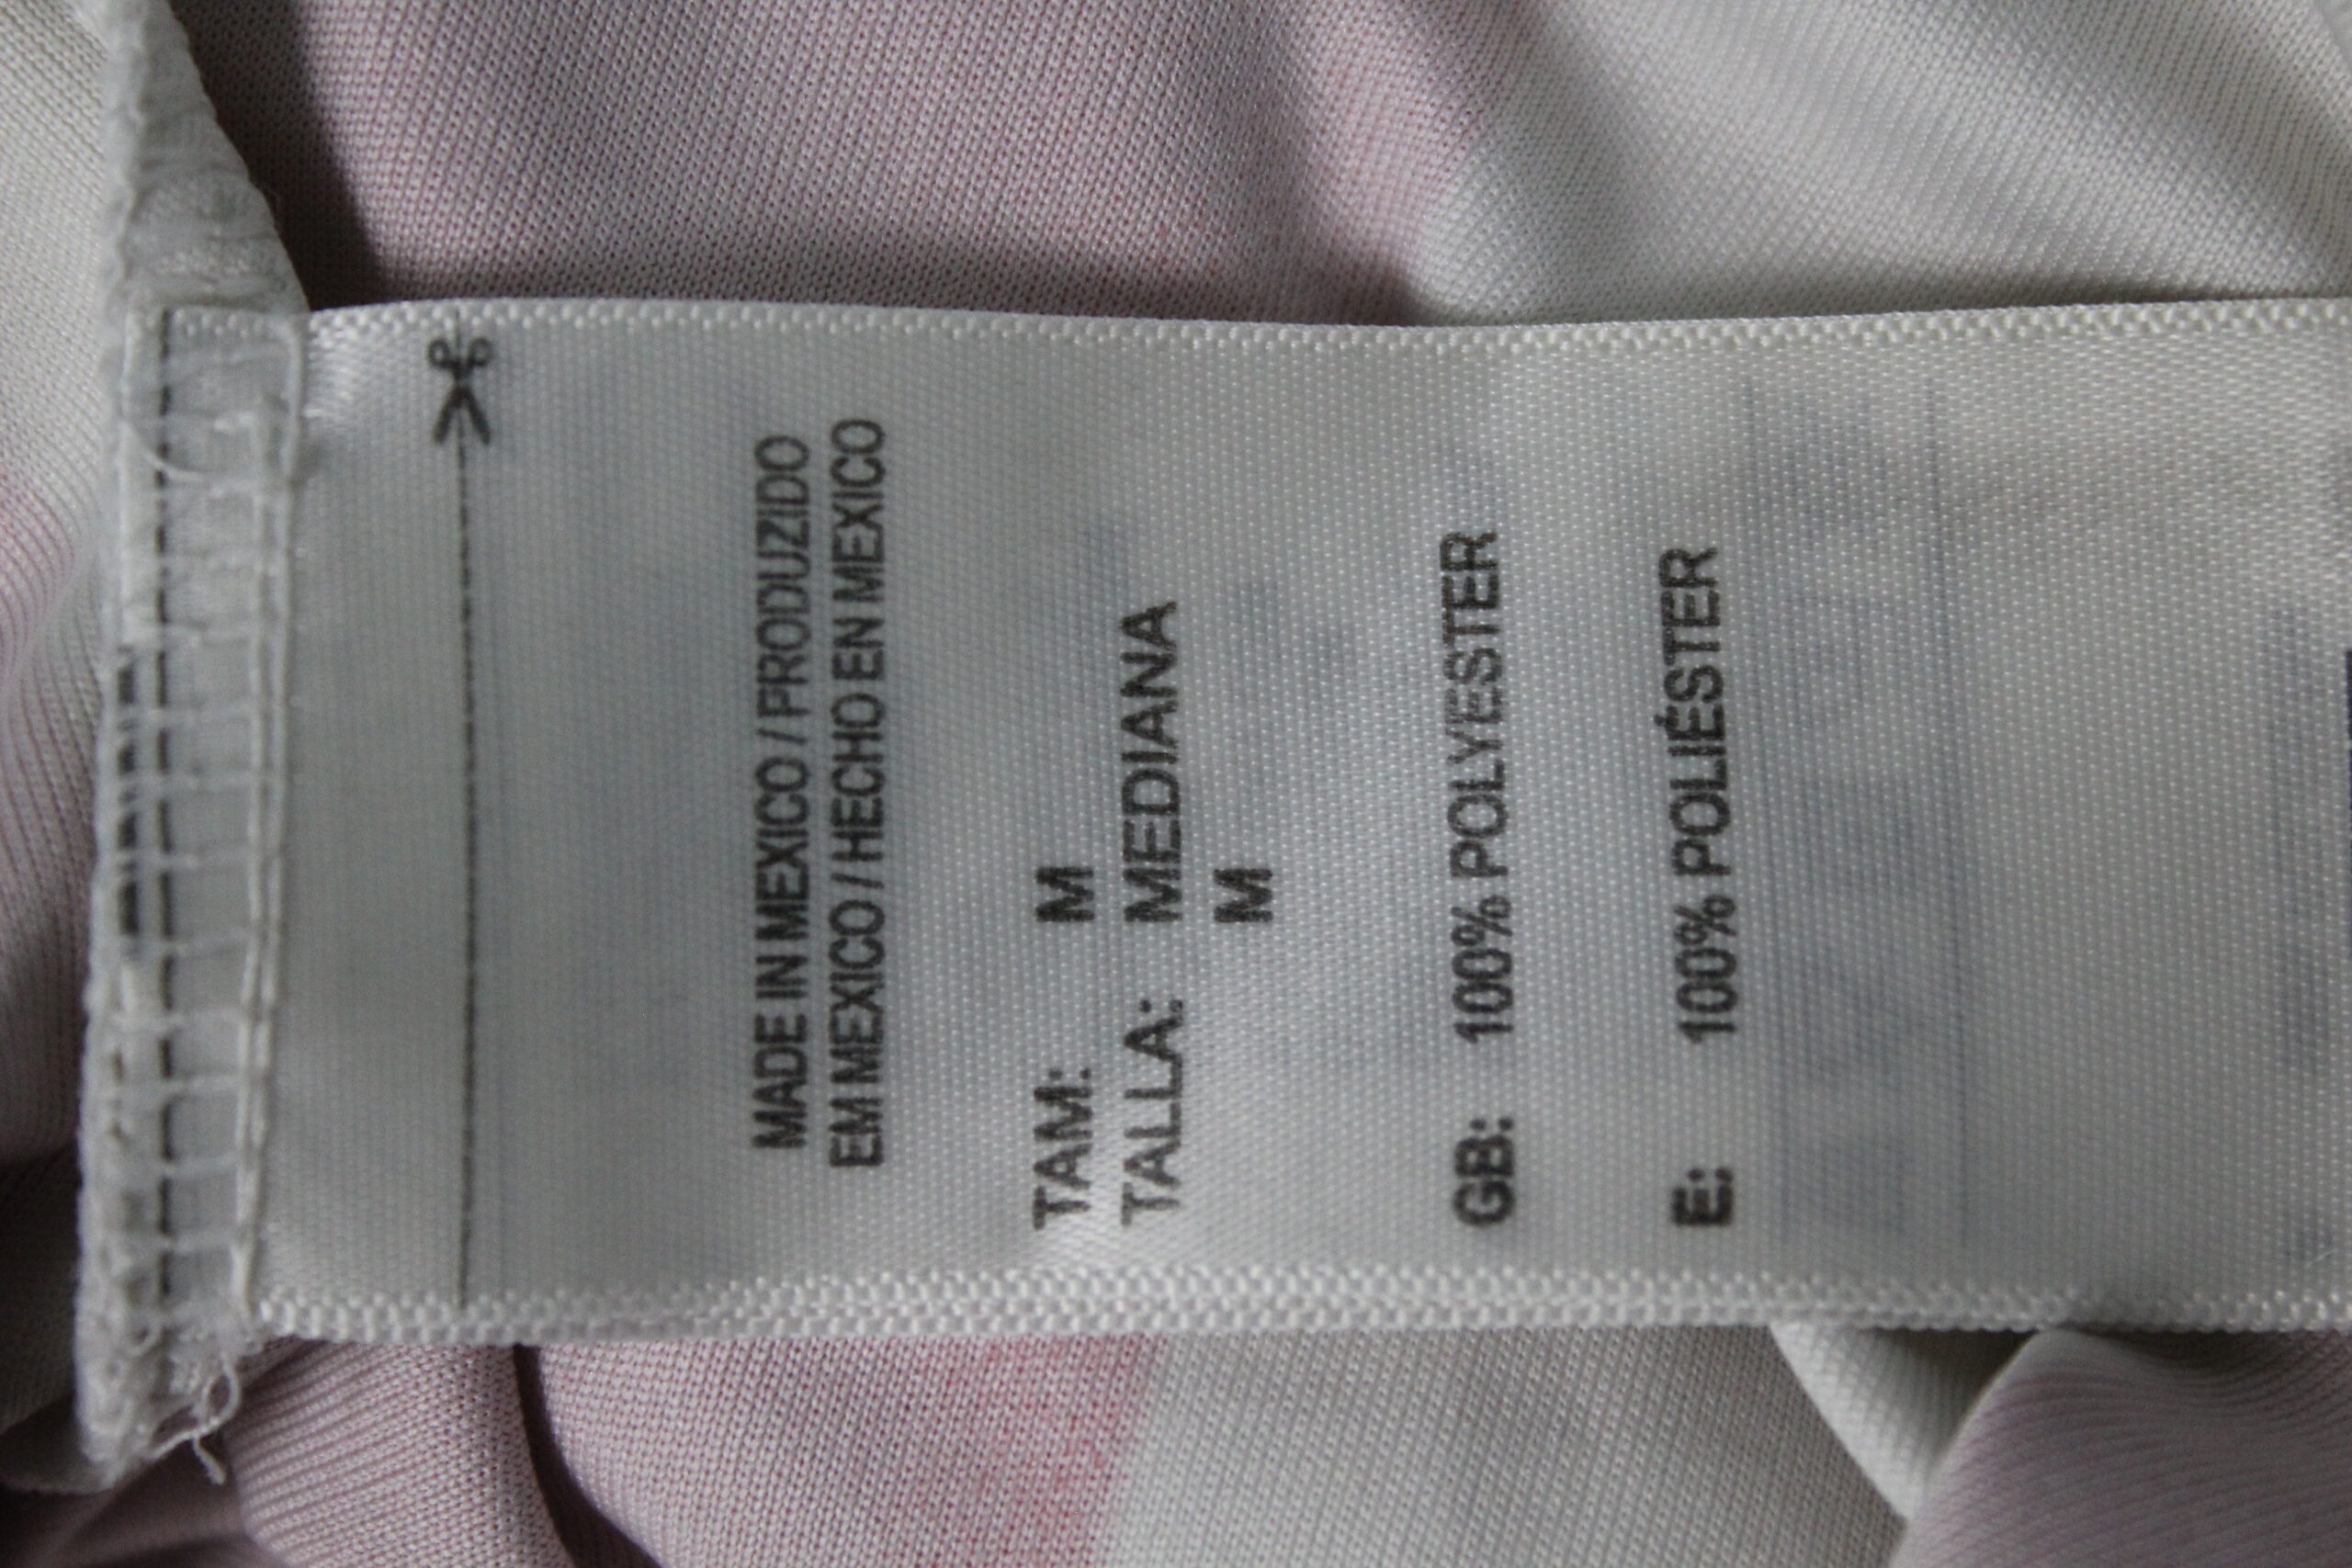 MADE IN MEXICO / PRODUZIDO
EM MEXICO / HECHO EN MEXICO
TAM: M
TALLA: MEDIANA
M
GB: 100% POLYESTER
E: 100% POLIÉSTER